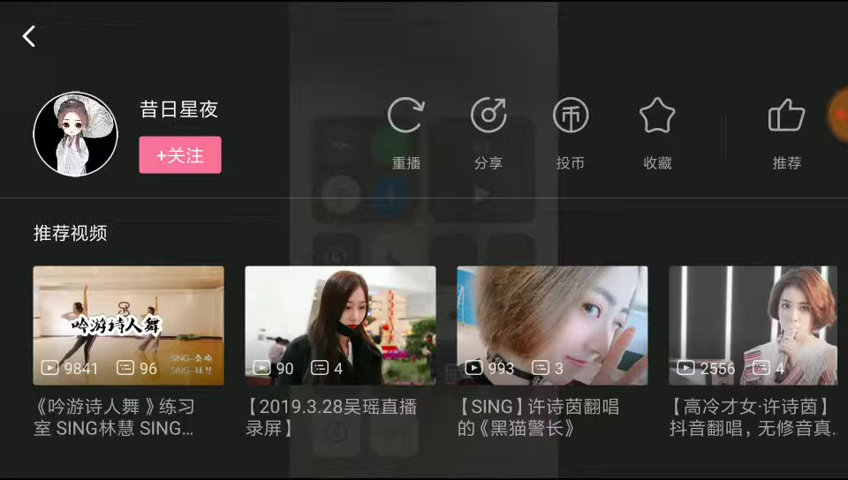 昔日星夜
+关注
重播
分享
投币
收藏
推荐
推荐视频
吟游诗人舞
SING-秦瑜
SING-林慧
9841 96
90 4
993 3
2556 4
《吟游诗人舞》练习
室 SING林慧 SING...
【2019.3.28吴瑶直播
录屏】
【SING】许诗茵翻唱
的《黑猫警长》
【高冷才女·许诗茵】
抖音翻唱，无修音真...